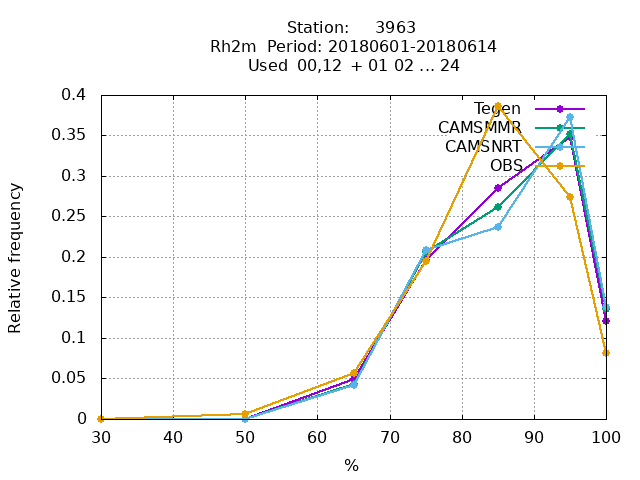 Station: 3963
Rh2m Period: 20180601-20180614
Used 00,12 + 01 02 ... 24
Tegen
CAMSMMR
CAMSNRT
OBS
0.4
0.35
0.3
0.25
0.2
0.15
0.1
0.05
0
Relative frequency
30 40 50 60 70 80 90 100
%